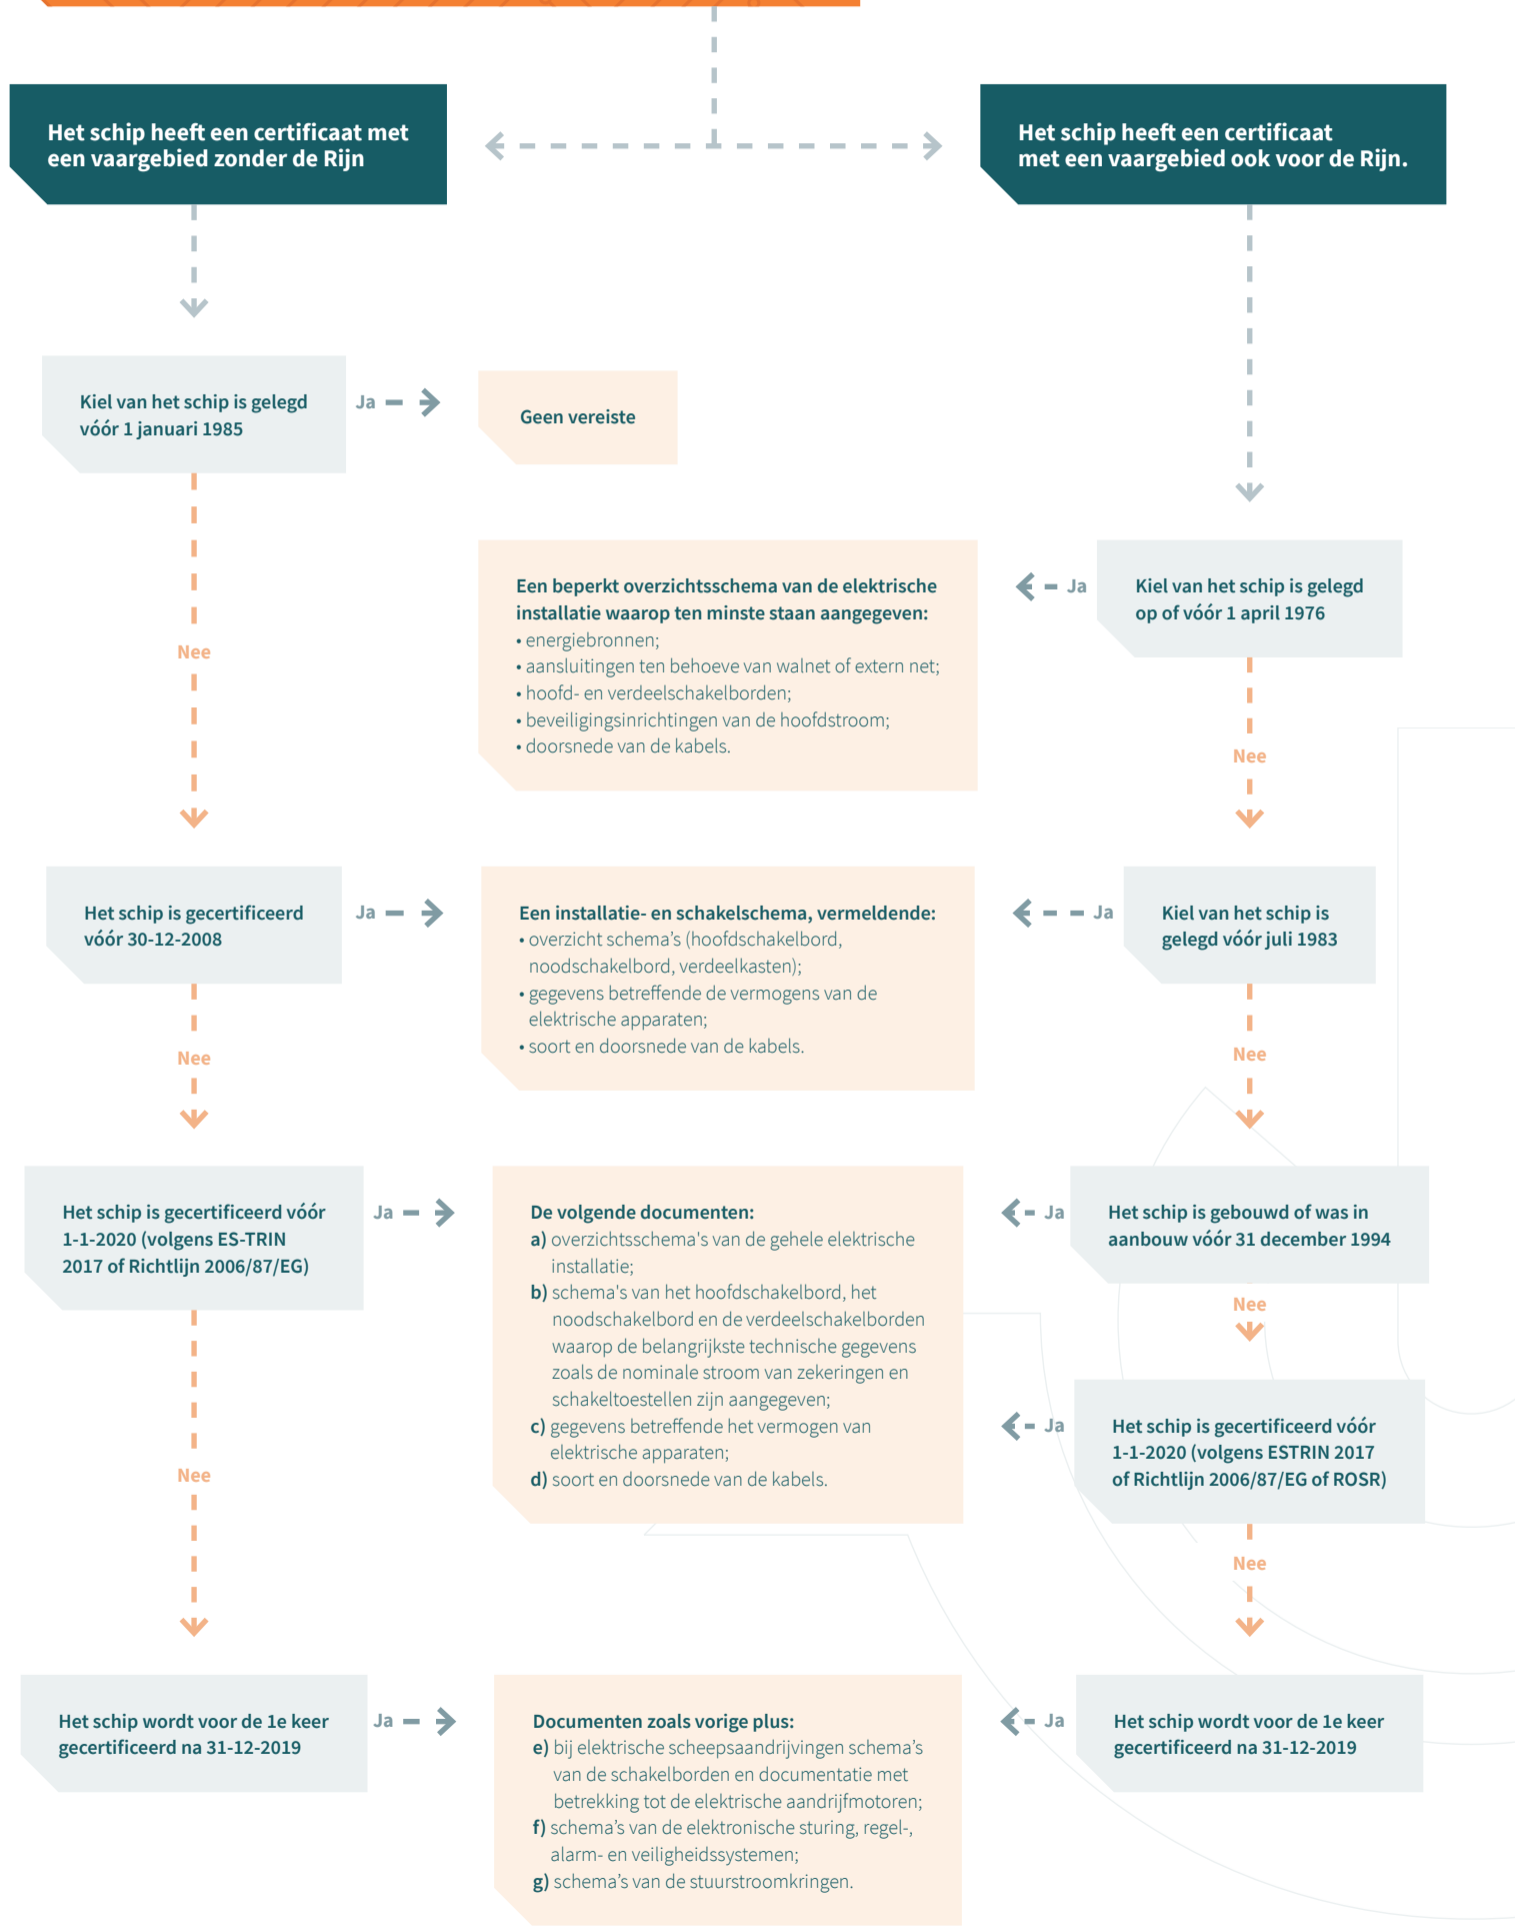 Het schip heeft een certificaat met
een vaargebied zonder de Rijn
Het schip heeft een certificaat
met een vaargebied ook voor de Rijn.
Kiel van het schip is gelegd
vóór 1 januari 1985
Ja
Geen vereiste
Nee
Een beperkt overzichtsschema van de elektrische
installatie waarop ten minste staan aangegeven:
• energiebronnen;
• aansluitingen ten behoeve van walnet of extern net;
• hoofd- en verdeelschakelborden;
• beveiligingsinrichtingen van de hoofdstroom;
• doorsnede van de kabels.
Ja
Kiel van het schip is gelegd
op of vóór 1 april 1976
Nee
Het schip is gecertificeerd
vóór 30-12-2008
Ja
Een installatie- en schakelschema, vermeldende:
• overzicht schema’s (hoofdschakelbord,
noodschakelbord, verdeelkasten);
• gegevens betreffende de vermogens van de
elektrische apparaten;
• soort en doorsnede van de kabels.
Ja
Kiel van het schip is
gelegd vóór juli 1983
Nee
Nee
Het schip is gecertificeerd vóór
1-1-2020 (volgens ES-TRIN
2017 of Richtlijn 2006/87/EG)
Ja
De volgende documenten:
a) overzichtsschema's van de gehele elektrische
installatie;
b) schema's van het hoofdschakelbord, het
noodschakelbord en de verdeelschakelborden
waarop de belangrijkste technische gegevens
zoals de nominale stroom van zekeringen en
schakeltoestellen zijn aangegeven;
c) gegevens betreffende het vermogen van
elektrische apparaten;
d) soort en doorsnede van de kabels.
Ja
Het schip is gebouwd of was in
aanbouw vóór 31 december 1994
Nee
Ja
Het schip is gecertificeerd vóór
1-1-2020 (volgens ESTRIN 2017
of Richtlijn 2006/87/EG of ROSR)
Nee
Nee
Het schip wordt voor de 1e keer
gecertificeerd na 31-12-2019
Ja
Documenten zoals vorige plus:
e) bij elektrische scheepsaandrijvingen schema’s
van de schakelborden en documentatie met
betrekking tot de elektrische aandrijfmotoren;
f) schema’s van de elektronische sturing, regel-,
alarm- en veiligheidssystemen;
g) schema’s van de stuurstroomkringen.
Ja
Het schip wordt voor de 1e keer
gecertificeerd na 31-12-2019